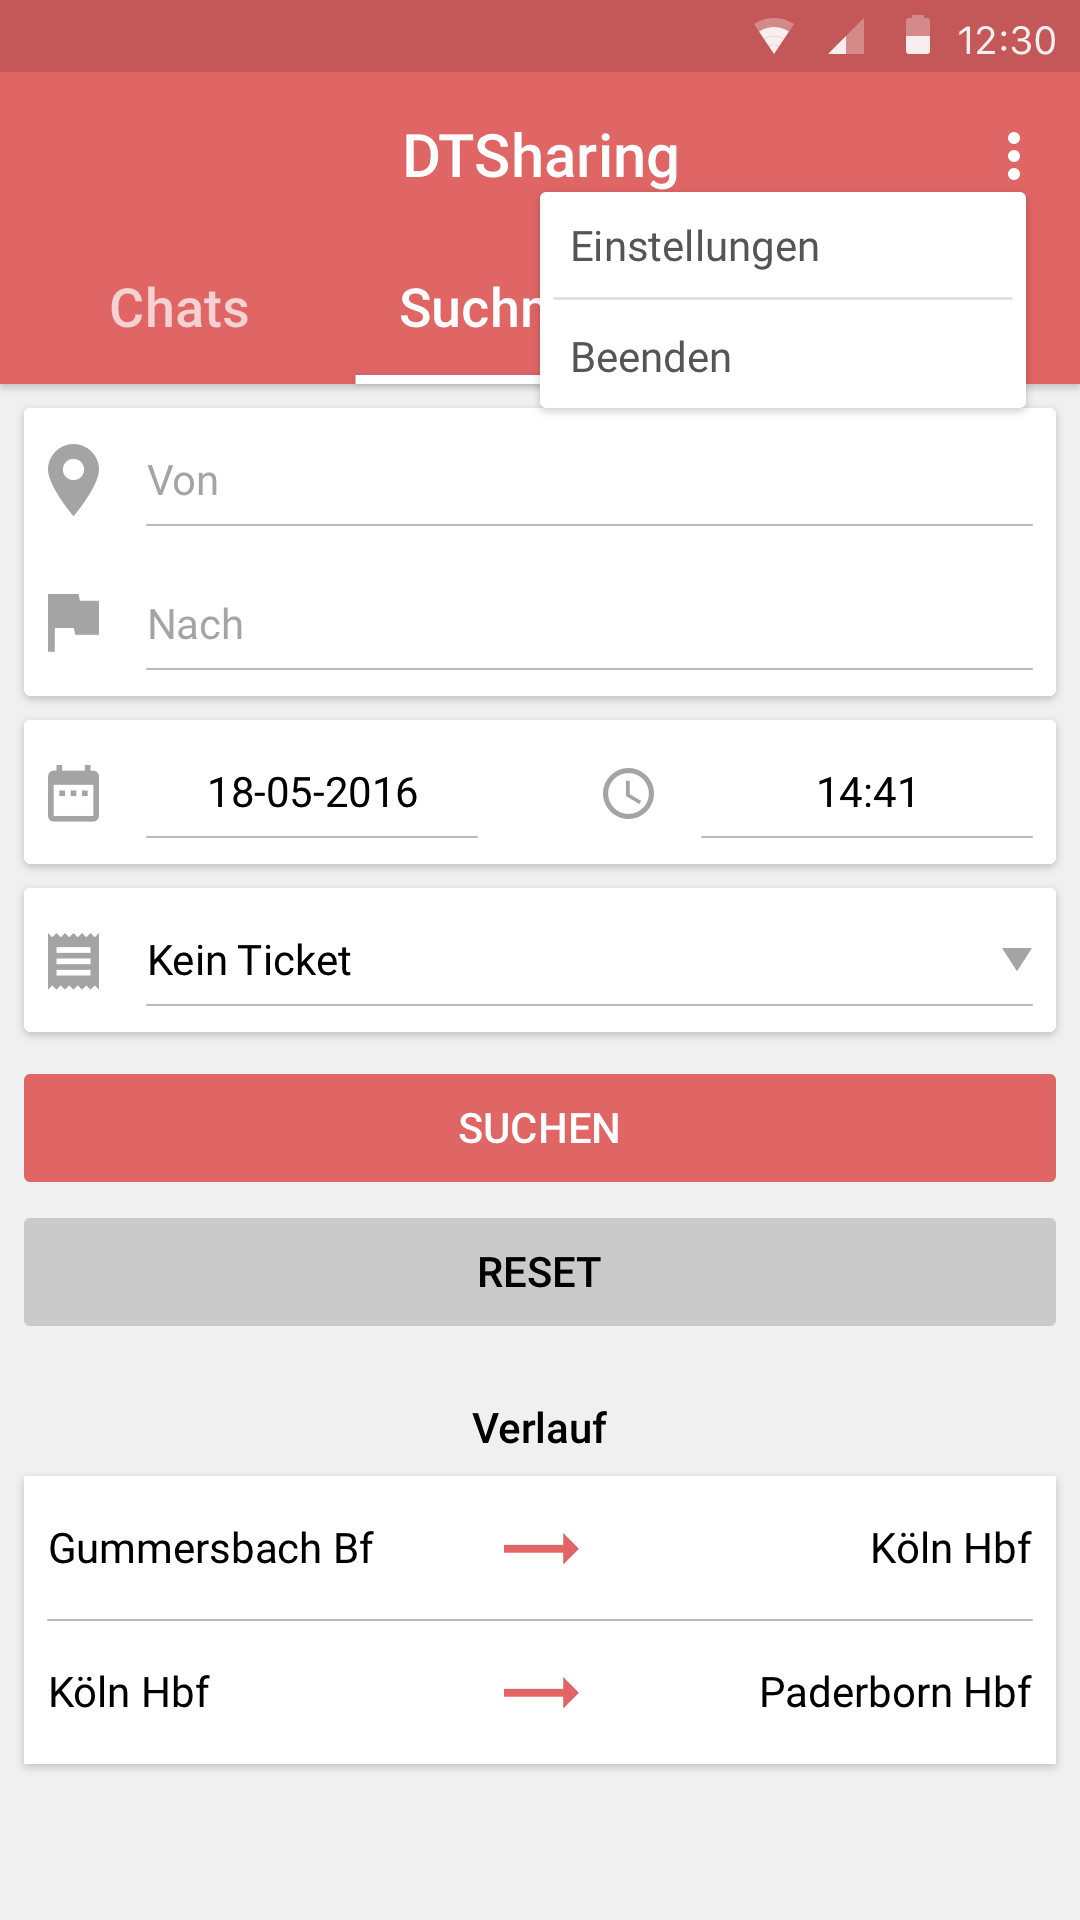 12:30
DTSharing
Einstellungen
Chats
Beenden
Von
Nach
18-05-2016
14:41
Kein Ticket
SUCHEN
RESET
Verlauf
Gummersbach Bf
Köln Hbf
Köln Hbf
Paderborn Hbf